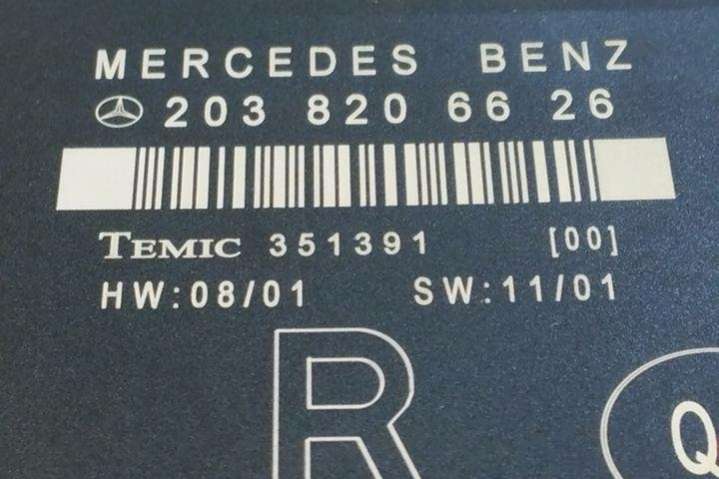 MERCEDES BENZ
203 820 66 26
TEMIC 351391 [00]
HW:08/01 SW:11/01
R
Q